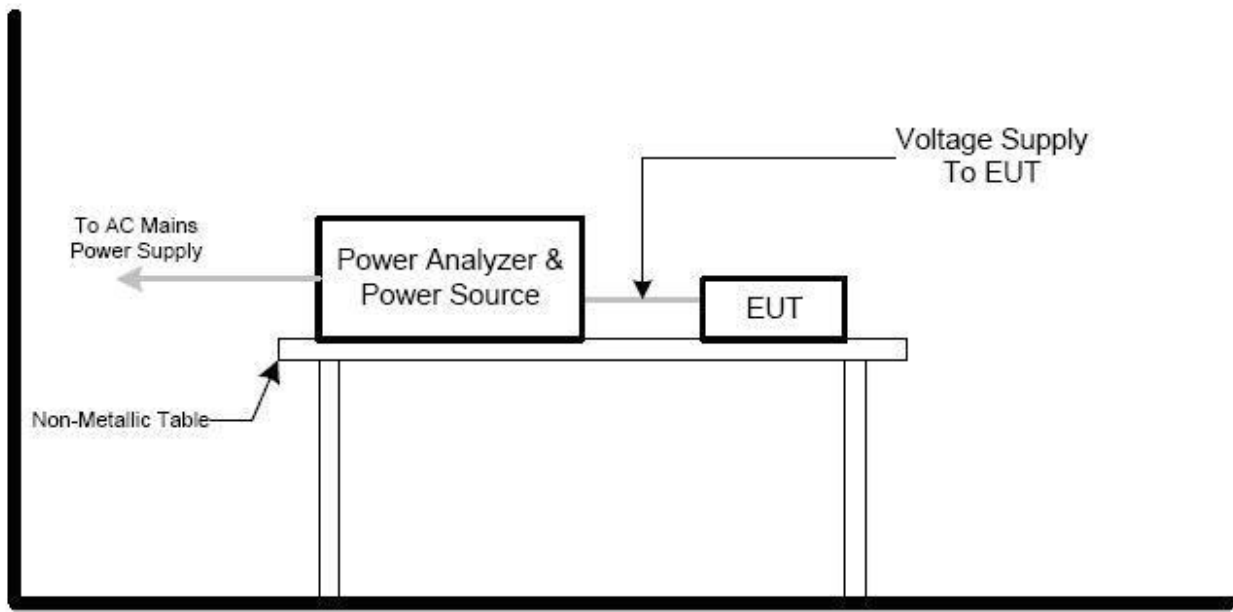 Voltage Supply
To EUT
To AC Mains
Power Supply
Power Analyzer &
Power Source
EUT
Non-Metallic Table